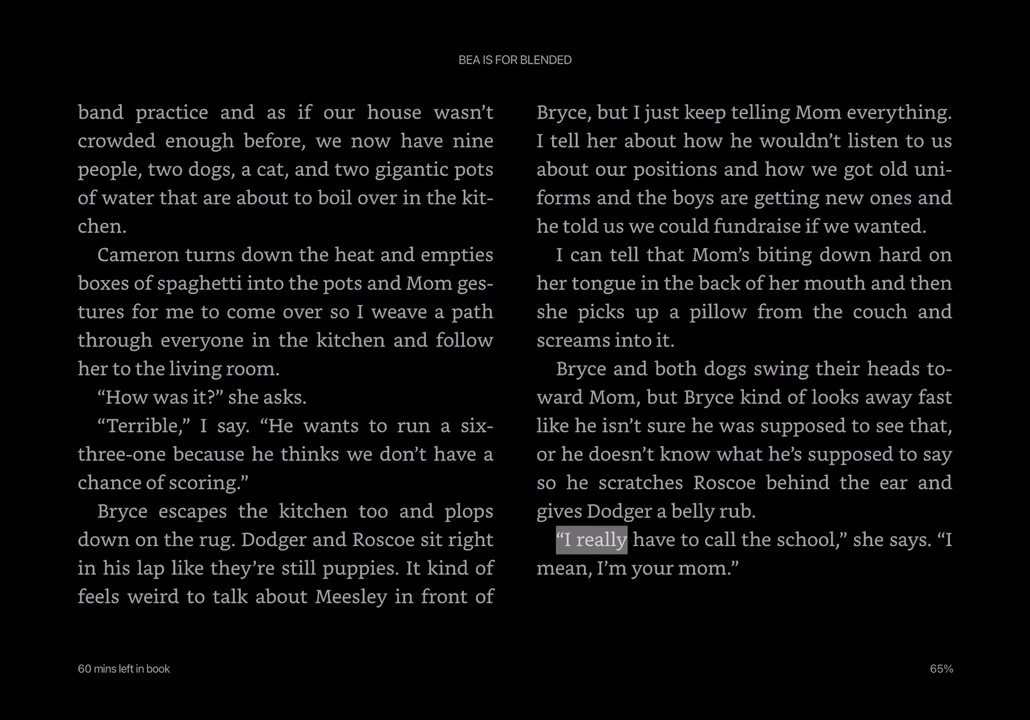 BEA IS FOR BLENDED
band practice and as if our house wasn’t
crowded enough before, we now have nine
people, two dogs, a cat, and two gigantic pots
of water that are about to boil over in the kit-
chen.
Cameron turns down the heat and empties
boxes of spaghetti into the pots and Mom ges-
tures for me to come over so I weave a path
through everyone in the kitchen and follow
her to the living room.
“How was it?” she asks.
“Terrible,” I say. “He wants to run a six-
three-one because he thinks we don’t have a
chance of scoring.”
Bryce escapes the kitchen too and plops
down on the rug. Dodger and Roscoe sit right
in his lap like they’re still puppies. It kind of
feels weird to talk about Meesley in front of
Bryce, but I just keep telling Mom everything.
I tell her about how he wouldn’t listen to us
about our positions and how we got old uni-
forms and the boys are getting new ones and
he told us we could fundraise if we wanted.
I can tell that Mom’s biting down hard on
her tongue in the back of her mouth and then
she picks up a pillow from the couch and
screams into it.
Bryce and both dogs swing their heads to-
ward Mom, but Bryce kind of looks away fast
like he isn’t sure he was supposed to see that,
or he doesn’t know what he’s supposed to say
so he scratches Roscoe behind the ear and
gives Dodger a belly rub.
“I really have to call the school,” she says. “I
mean, I’m your mom.”
60 mins left in book
65%